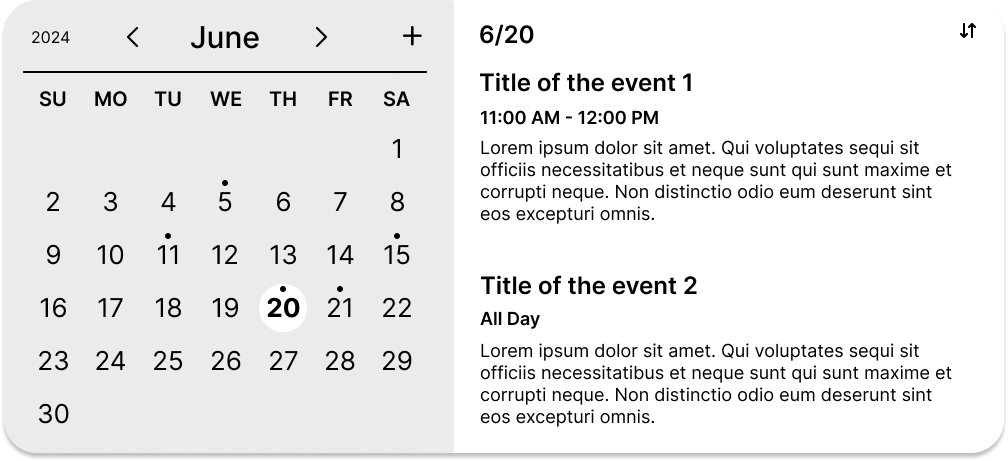 2024 June
SU MO TU WE TH FR SA
1
2 3 4 5 6 7 8
9 10 11 12 13 14 15
16 17 18 19 20 21 22
23 24 25 26 27 28 29
30
6/20
Title of the event 1
11:00 AM - 12:00 PM
Lorem ipsum dolor sit amet. Qui voluptates sequi sit
officiis necessitatibus et neque sunt qui sunt maxime et
corrupti neque. Non distinctio odio eum deserunt sint
eos excepturi omnis.
Title of the event 2
All Day
Lorem ipsum dolor sit amet. Qui voluptates sequi sit
officiis necessitatibus et neque sunt qui sunt maxime et
corrupti neque. Non distinctio odio eum deserunt sint
eos excepturi omnis.